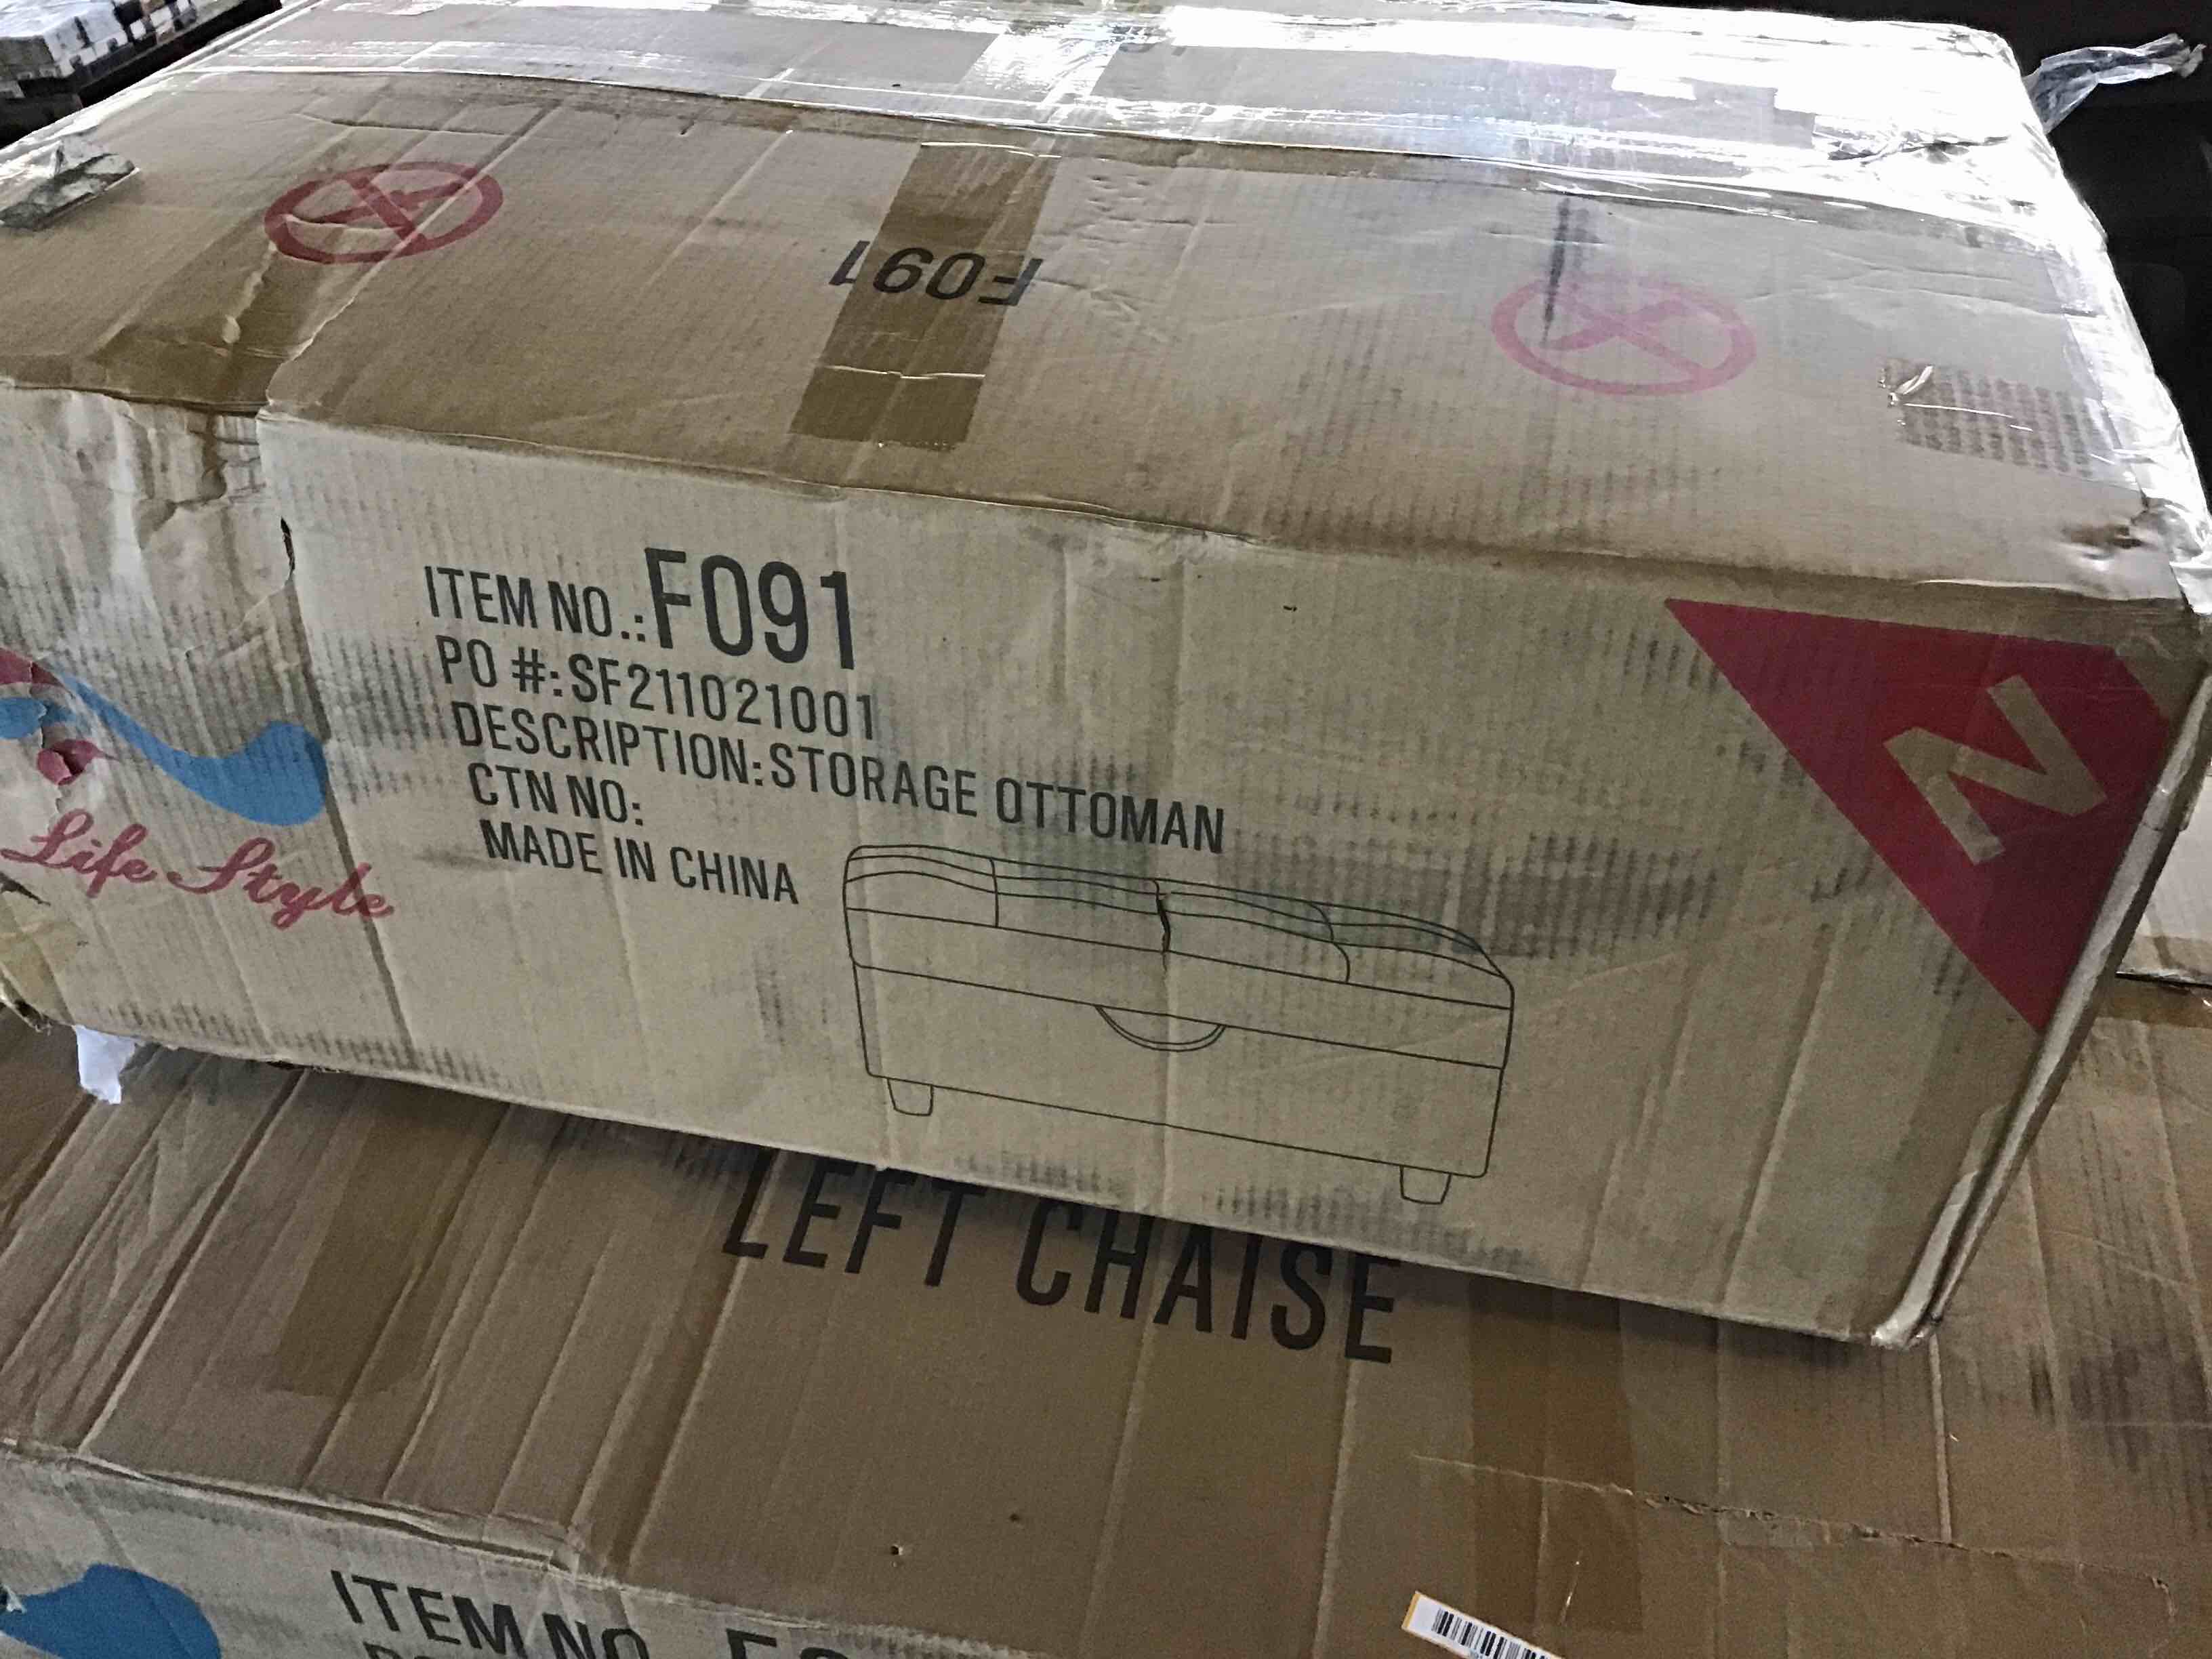 F091
ITEM NO.:F091
PO #:SF211021001
DESCRIPTION:STORAGE OTTOMAN
CTN NO:
MADE IN CHINA
Life Style
N
LEFT CHAISE
ITEM NO